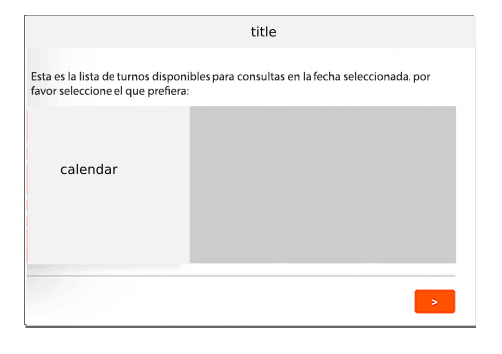 title
Esta es la lista de turnos disponibles para consultas en la fecha seleccionada. por
favor seleccione el que prefiera:
calendar
>